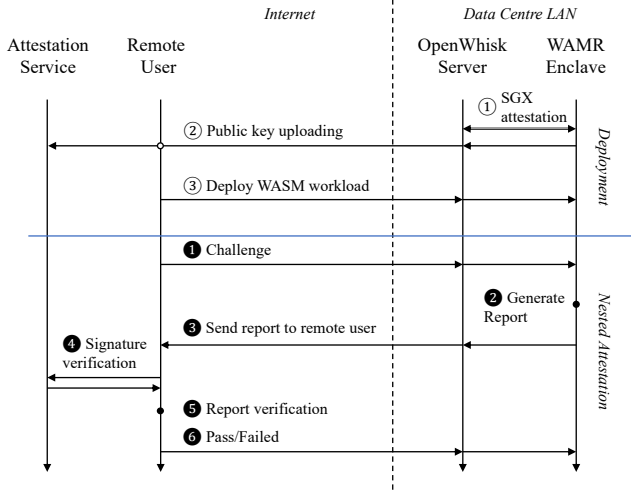 Internet
Data Centre LAN
Attestation
Service
Remote
User
OpenWhisk
Server
WAMR
Enclave
① SGX
attestation
② Public key uploading
③ Deploy WASM workload
Deployment
❶ Challenge
❷ Generate
Report
❸ Send report to remote user
❹ Signature
verification
❺ Report verification
❻ Pass/Failed
Nested Attestation